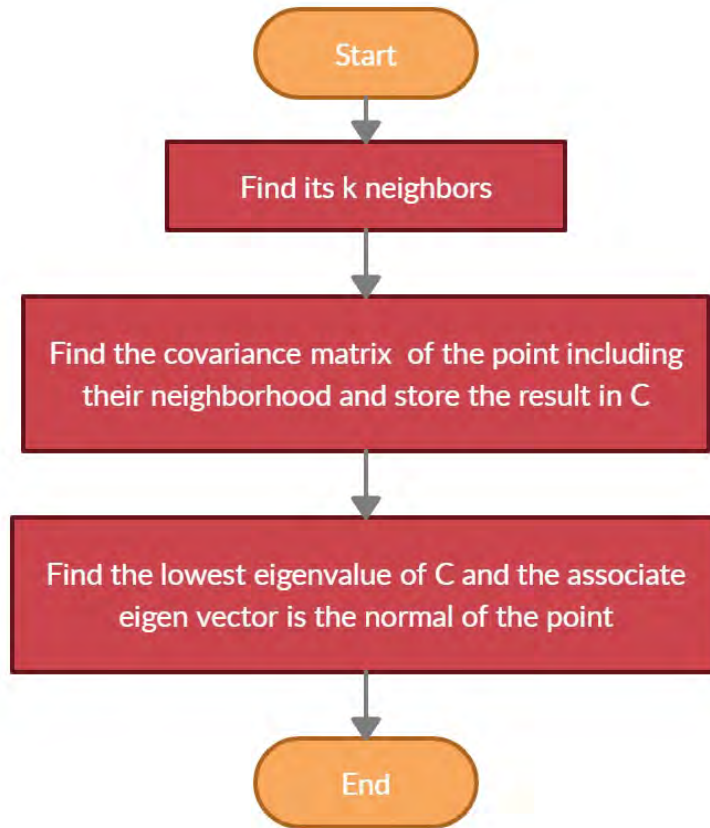 Start
Find its k neighbors
Find the covariance matrix of the point including
their neighborhood and store the result in C
Find the lowest eigenvalue of C and the associate
eigen vector is the normal of the point
End